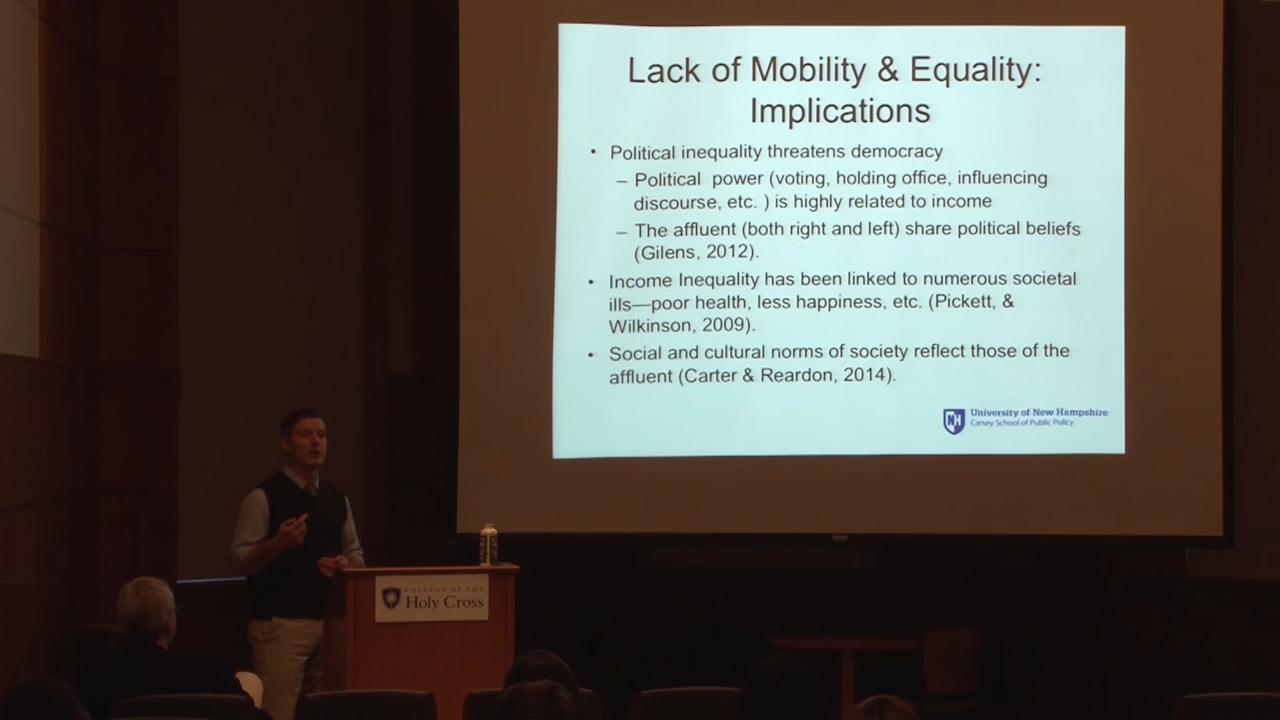 Lack of Mobility & Equality:
Implications
• Political inequality threatens democracy
– Political power (voting, holding office, influencing
discourse, etc. ) is highly related to income
– The affluent (both right and left) share political beliefs
(Gilens, 2012).
• Income Inequality has been linked to numerous societal
ills—poor health, less happiness, etc. (Pickett, &
Wilkinson, 2009).
• Social and cultural norms of society reflect those of the
affluent (Carter & Reardon, 2014).
NH
University of New Hampshire
Carsey School of Public Policy
COLLEGE OF THE
Holy Cross